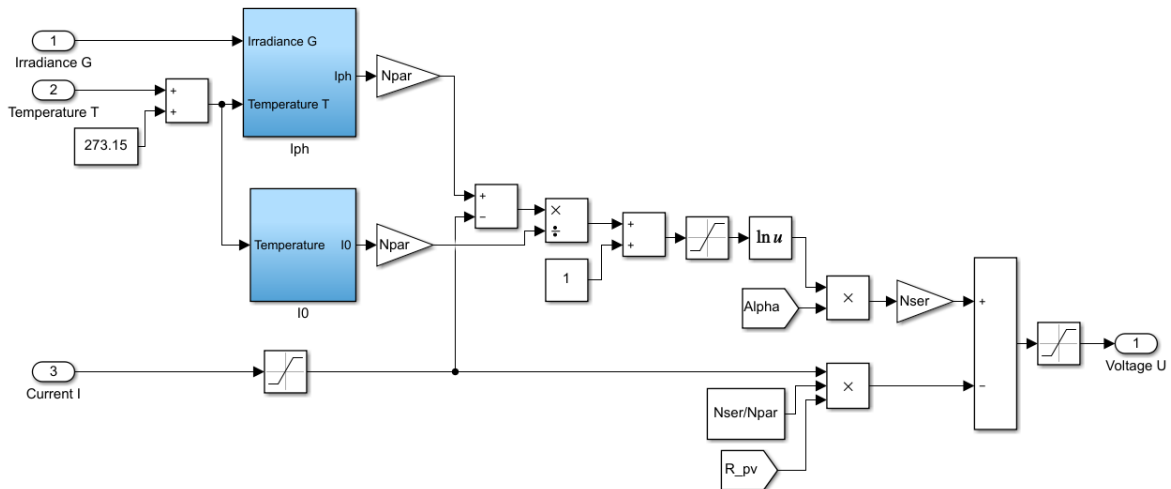 1
Irradiance G
2
Temperature T
273.15
+
+
Irradiance G
Iph
Temperature T
Iph
Npar
Temperature
I0
I0
Npar
+
−
×
÷
1
+
+
ln u
Alpha
×
Nser
3
Current I
Nser/Npar
R_pv
×
+
−
1
Voltage U